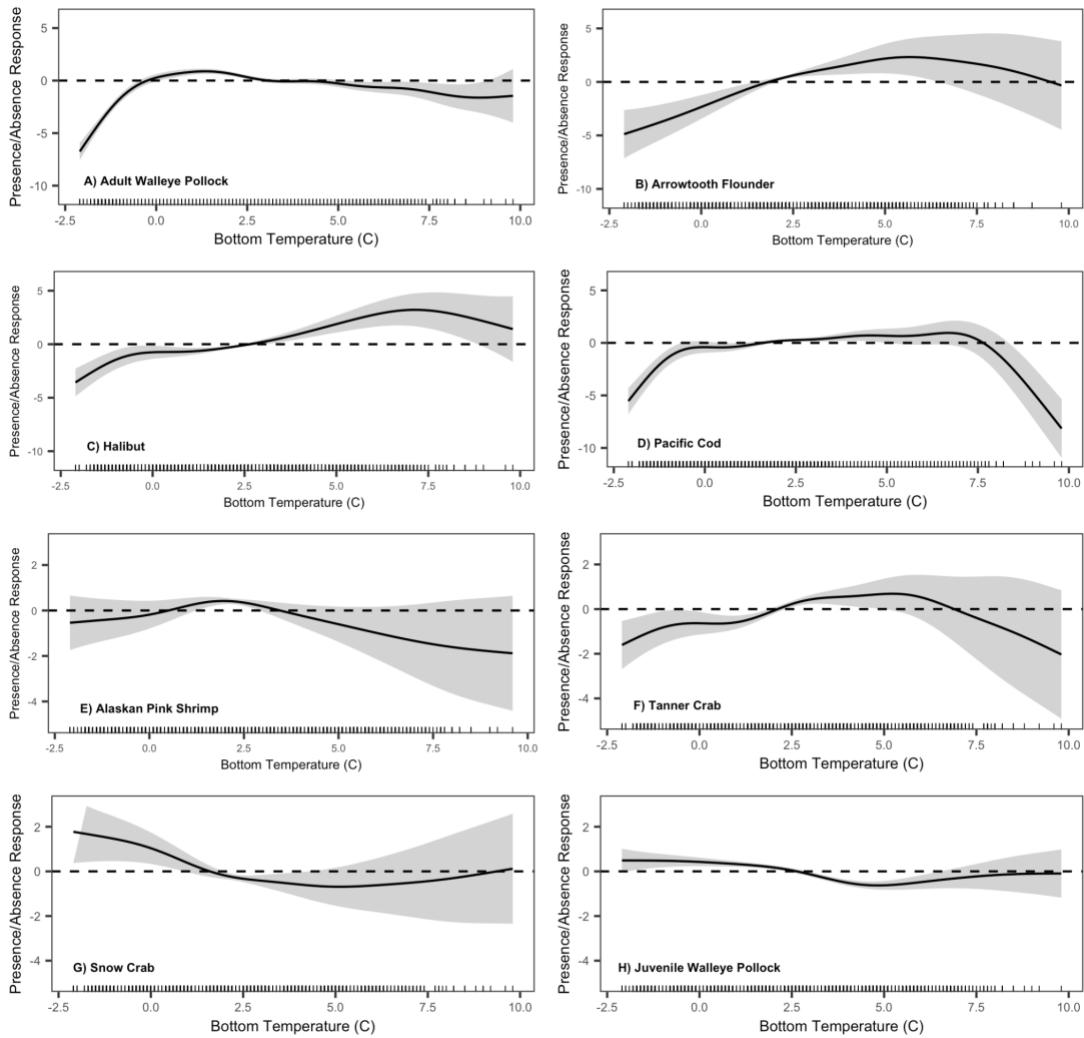 Presence/Absence Response
5
0
-5
-10
A) Adult Walleye Pollock
-2.5 0.0 2.5 5.0 7.5 10.0
Bottom Temperature (C)
Presence/Absence Response
5
0
-5
-10
B) Arrowtooth Flounder
-2.5 0.0 2.5 5.0 7.5 10.0
Bottom Temperature (C)
Presence/Absence Response
5
0
-5
-10
C) Halibut
-2.5 0.0 2.5 5.0 7.5 10.0
Bottom Temperature (C)
Presence/Absence Response
5
0
-5
-10
D) Pacific Cod
-2.5 0.0 2.5 5.0 7.5 10.0
Bottom Temperature (C)
Presence/Absence Response
2
0
-2
-4
E) Alaskan Pink Shrimp
-2.5 0.0 2.5 5.0 7.5 10.0
Bottom Temperature (C)
Presence/Absence Response
2
0
-2
-4
F) Tanner Crab
-2.5 0.0 2.5 5.0 7.5 10.0
Bottom Temperature (C)
Presence/Absence Response
2
0
-2
-4
G) Snow Crab
-2.5 0.0 2.5 5.0 7.5 10.0
Bottom Temperature (C)
Presence/Absence Response
2
0
-2
-4
H) Juvenile Walleye Pollock
-2.5 0.0 2.5 5.0 7.5 10.0
Bottom Temperature (C)